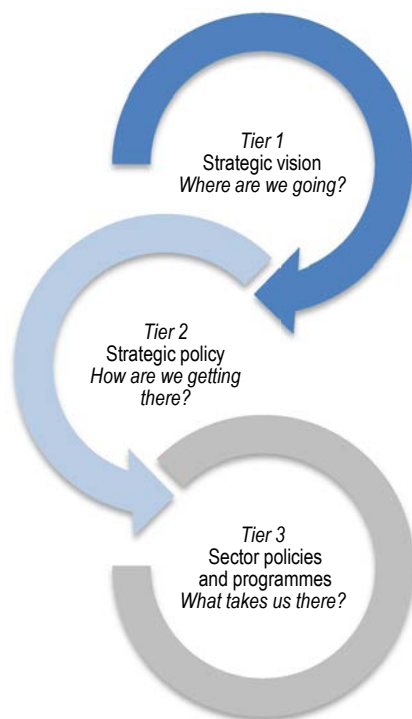 Tier 1
Strategic vision
Where are we going?
Tier 2
Strategic policy
How are we getting
there?
Tier 3
Sector policies
and programmes
What takes us there?